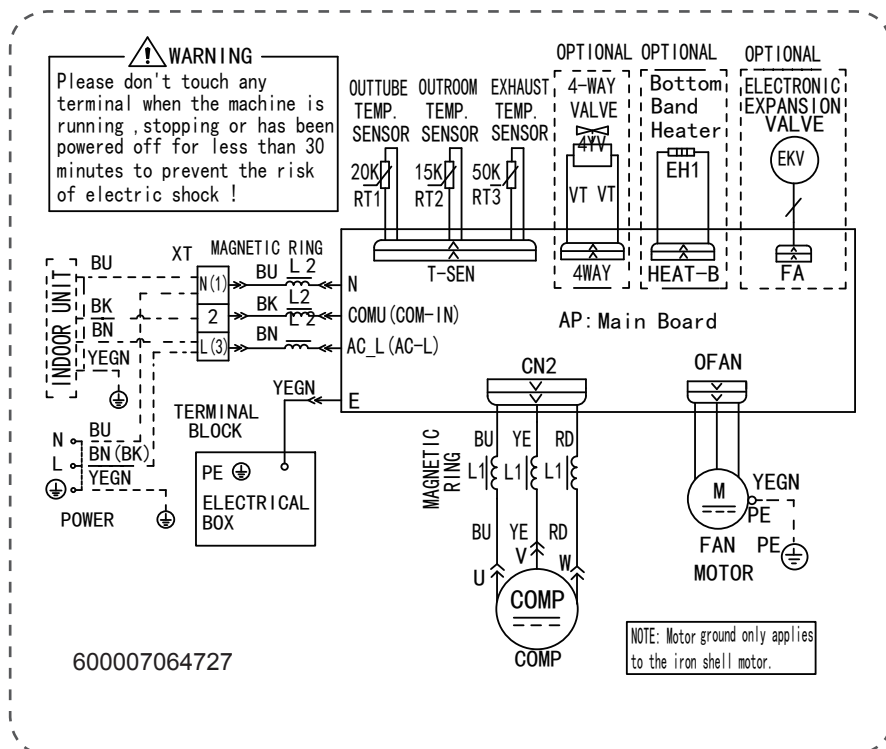 WARNING
Please don't touch any
terminal when the machine is
running ,stopping or has been
powered off for less than 30
minutes to prevent the risk
of electric shock !
OUTTUBE
TEMP.
SENSOR
OUTROOM
TEMP.
SENSOR
EXHAUST
TEMP.
SENSOR
OPTIONAL
4-WAY
VALVE
OPTIONAL
Bottom
Band
Heater
OPTIONAL
ELECTRONIC
EXPANSION
VALVE
20K
RT1
15K
RT2
50K
RT3
4YV
VT VT
EH1
EKV
T-SEN
4WAY
HEAT-B
FA
INDOOR UNIT
BU
BK
BN
YEGN
XT
N(1)
2
L(3)
MAGNETIC RING
BU
L2
BK
L2
BN
L2
N
COMU(COM-IN)
AC_L(AC-L)
AP: Main Board
YEGN
E
TERMINAL
BLOCK
PE
ELECTRICAL
BOX
N
BU
L
BN(BK)
YEGN
POWER
CN2
MAGNETIC
RING
BU YE RD
L1 L1 L1
BU YE RD
U
V
W
COMP
COMP
OFAN
M
YEGN
PE
PE
FAN
MOTOR
NOTE: Motor ground only applies
to the iron shell motor.
600007064727